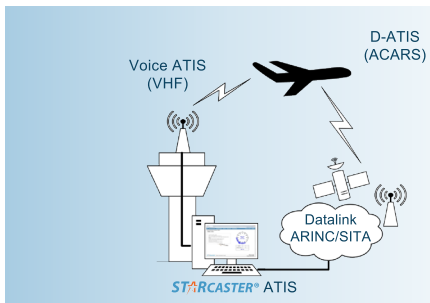 D-ATIS
(ACARS)
Voice ATIS
(VHF)
Datalink
ARINC/SITA
STARCASTER® ATIS